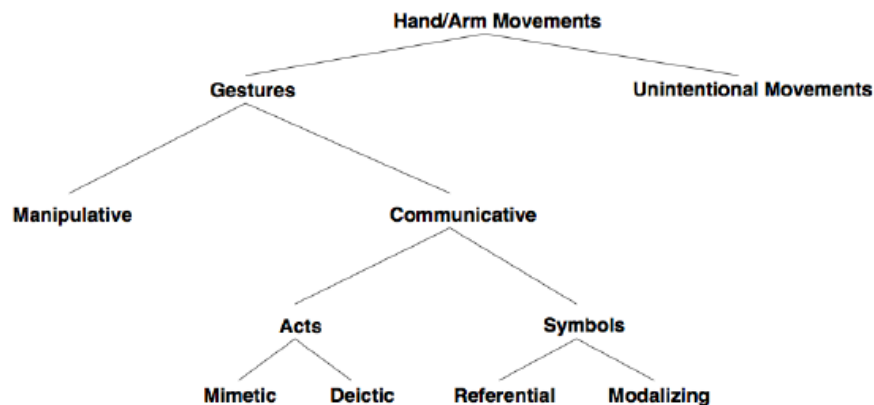 Hand/Arm Movements
Gestures
Unintentional Movements
Manipulative
Communicative
Acts
Symbols
Mimetic
Deictic
Referential
Modalizing